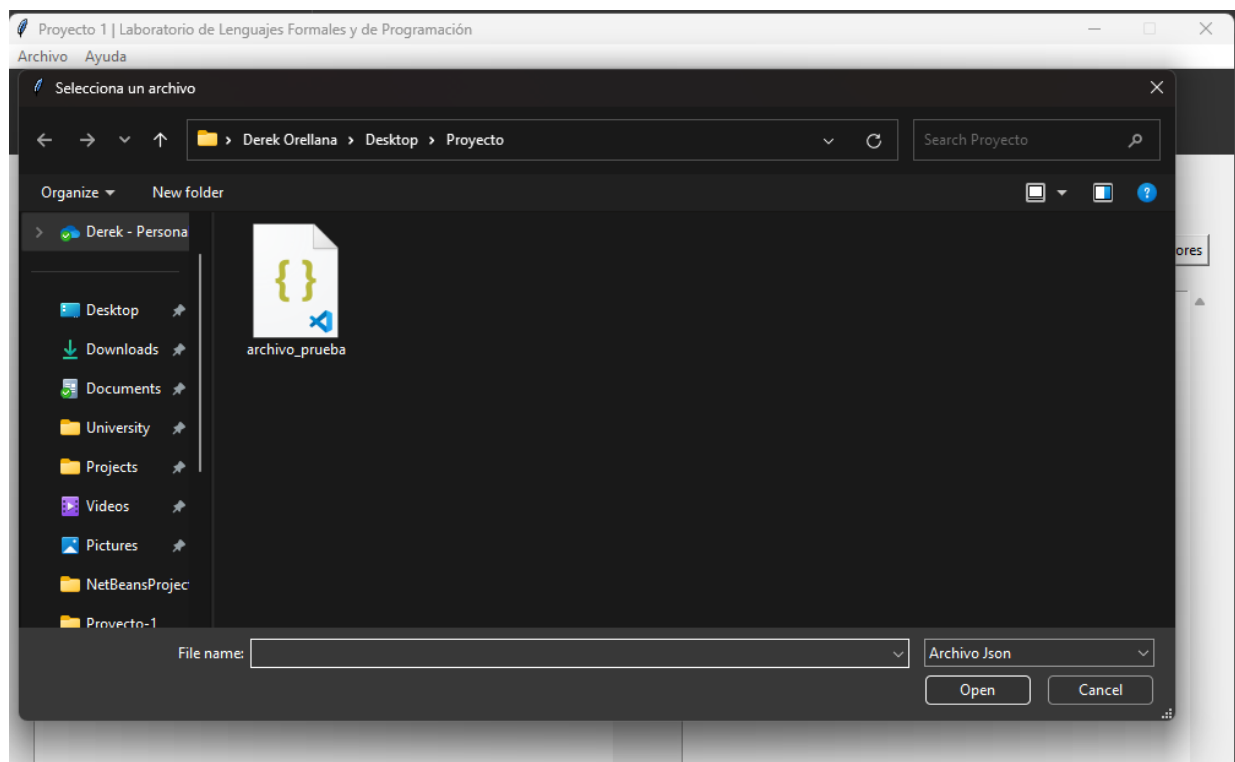 Proyecto 1 | Laboratorio de Lenguajes Formales y de Programación
Archivo Ayuda
Selecciona un archivo
Derek Orellana > Desktop > Proyecto
Search Proyecto
Organize New folder
Derek - Persona
ores
Desktop
Downloads
archivo_prueba
Documents
University
Projects
Videos
Pictures
NetBeansProjec
Proyecto-1
File name:
Archivo Json
Open Cancel